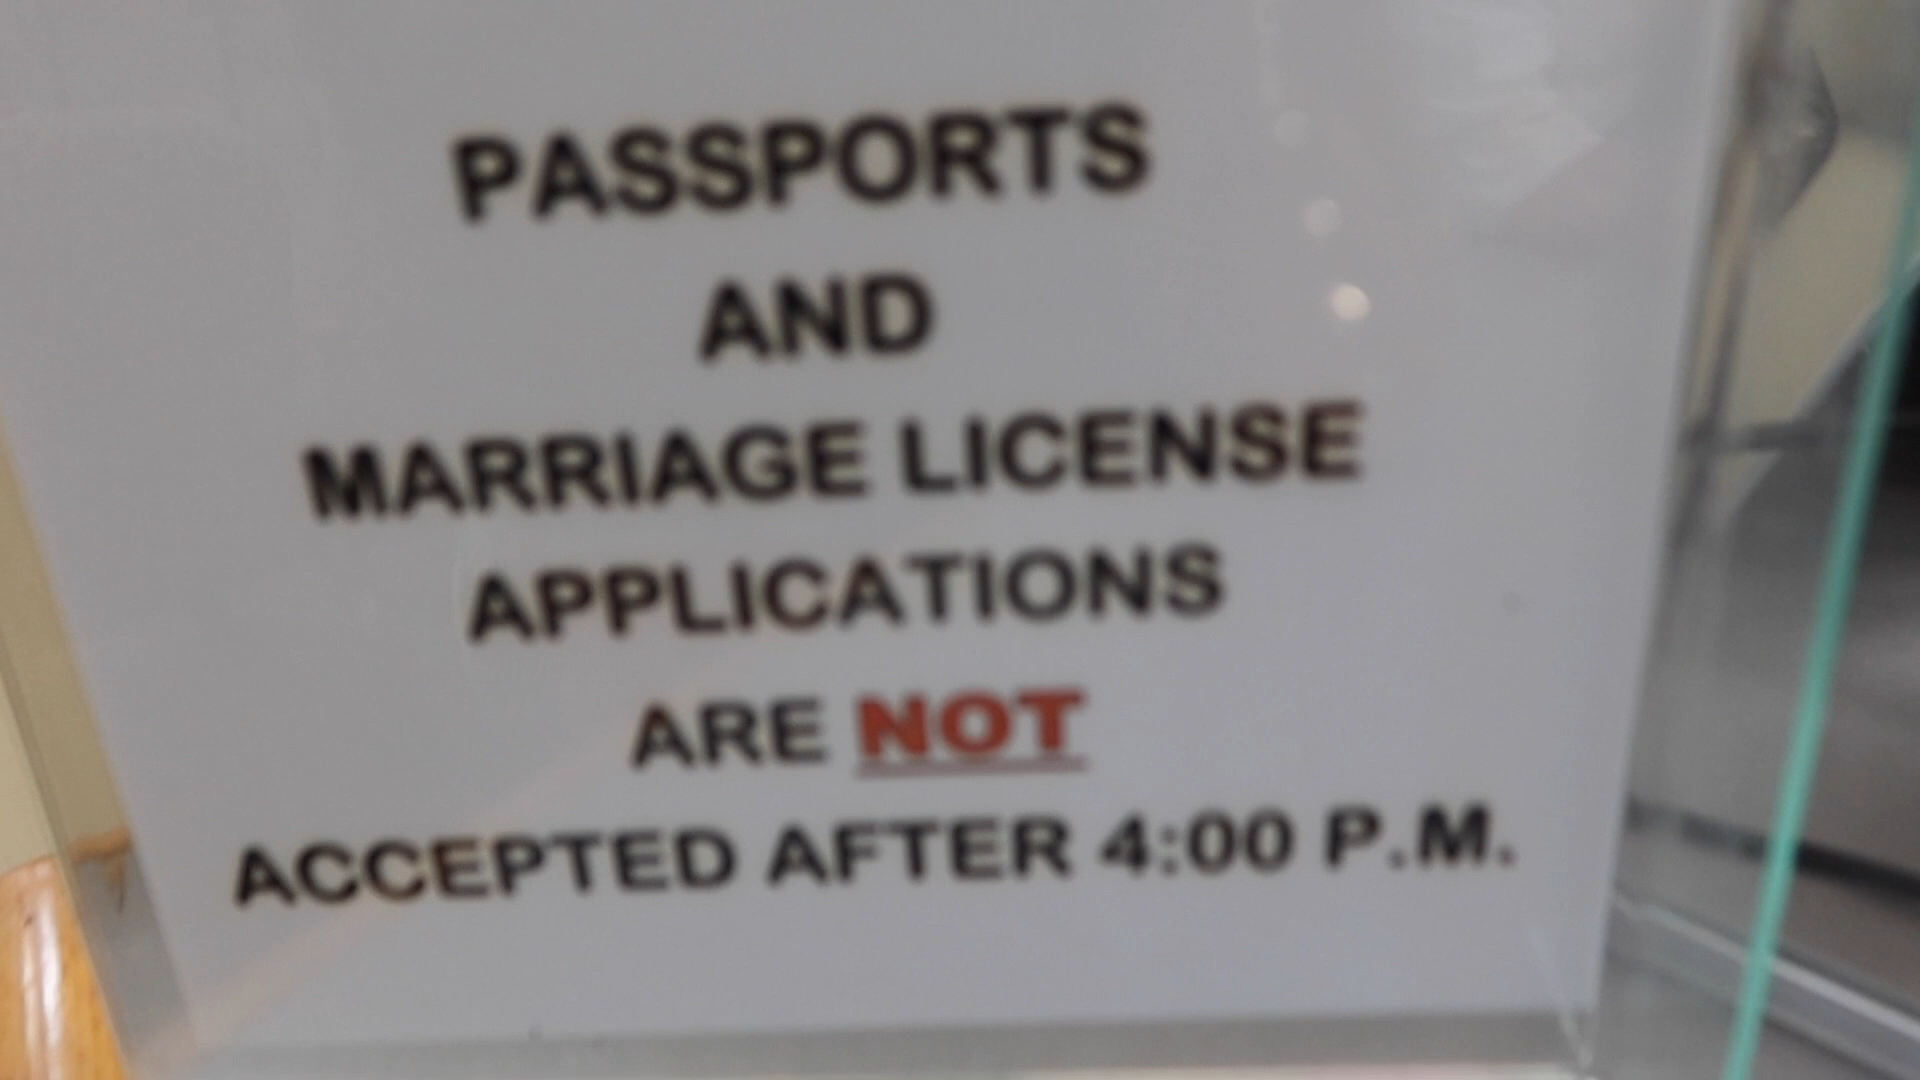 PASSPORTS
AND
MARRIAGE LICENSE
APPLICATIONS
ARE NOT
ACCEPTED AFTER 4:00 P.M.